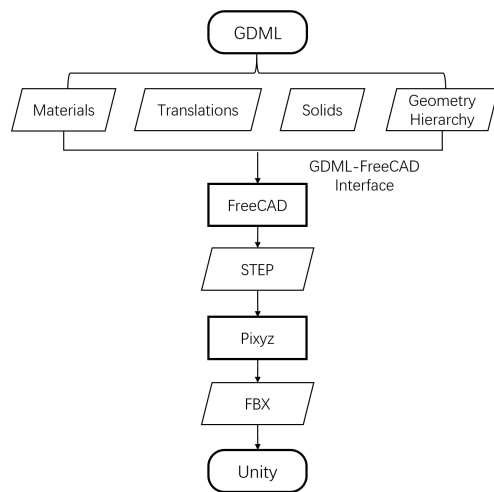 GDML
Materials
Translations
Solids
Geometry
Hierarchy
GDML-FreeCAD
Interface
FreeCAD
STEP
Pixyz
FBX
Unity